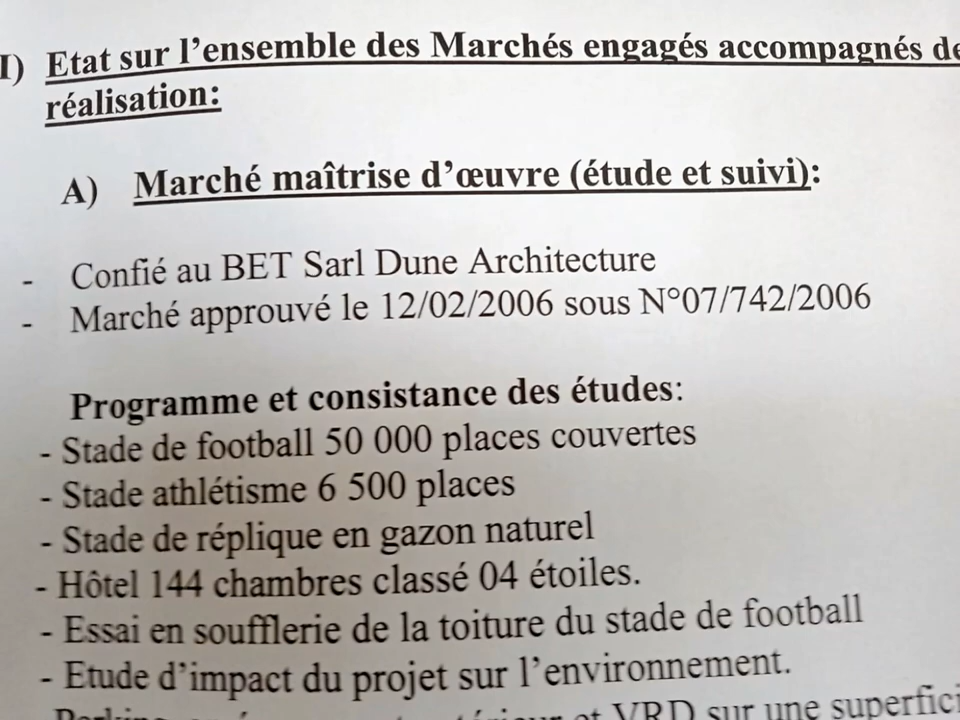 I) Etat sur l'ensemble des Marchés engagés accompagnés de
réalisation:
A) Marché maîtrise d'œuvre (étude et suivi):
- Confié au BET Sarl Dune Architecture
- Marché approuvé le 12/02/2006 sous N°07/742/2006
Programme et consistance des études:
- Stade de football 50 000 places couvertes
- Stade athlétisme 6 500 places
- Stade de réplique en gazon naturel
- Hôtel 144 chambres classé 04 étoiles.
- Essai en soufflerie de la toiture du stade de football
- Etude d'impact du projet sur l'environnement.
et VRD sur une